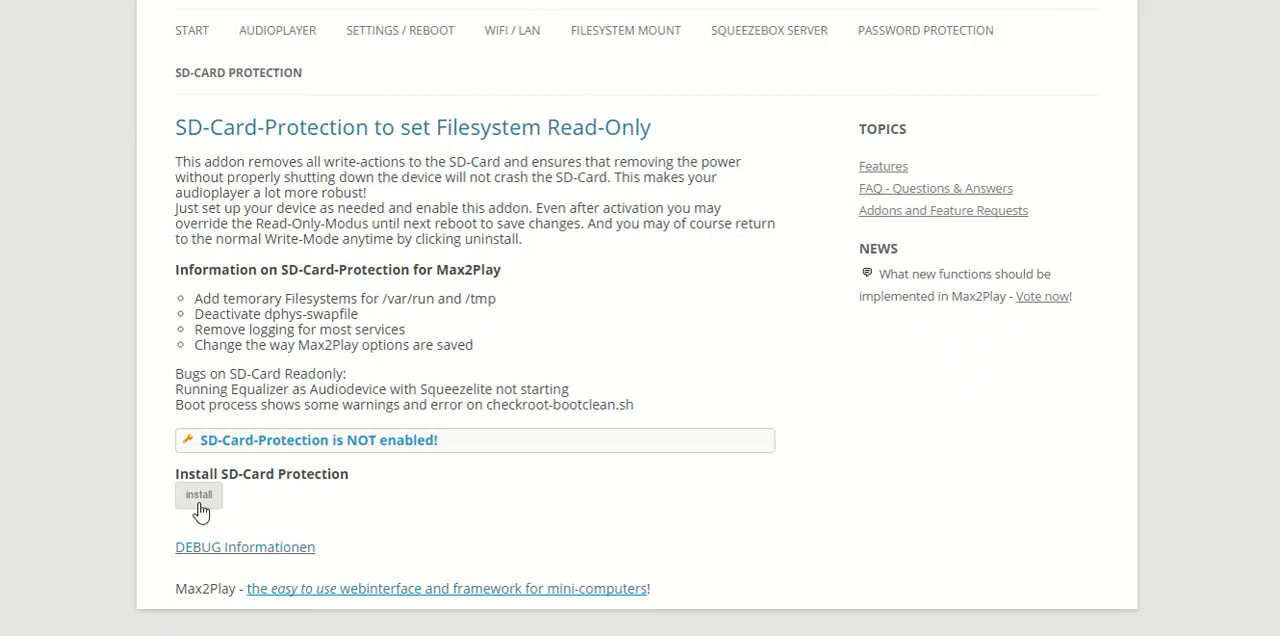 START AUDIOPLAYER SETTINGS / REBOOT WIFI / LAN FILESYSTEM MOUNT SQUEEZEBOX SERVER PASSWORD PROTECTION
SD-CARD PROTECTION
SD-Card-Protection to set Filesystem Read-Only
This addon removes all write-actions to the SD-Card and ensures that removing the power
without properly shutting down the device will not crash the SD-Card. This makes your
audioplayer a lot more robust!
Just set up your device as needed and enable this addon. Even after activation you may
override the Read-Only-Modus until next reboot to save changes. And you may of course return
to the normal Write-Mode anytime by clicking uninstall.
Information on SD-Card-Protection for Max2Play
Add temorary Filesystems for /var/run and /tmp
Deactivate dphys-swapfile
Remove logging for most services
Change the way Max2Play options are saved
Bugs on SD-Card Readonly:
Running Equalizer as Audiodevice with Squeezelite not starting
Boot process shows some warnings and error on checkroot-bootclean.sh
SD-Card-Protection is NOT enabled!
Install SD-Card Protection
install
DEBUG Informationen
Max2Play - the easy to use webinterface and framework for mini-computers!
TOPICS
Features
FAQ - Questions & Answers
Addons and Feature Requests
NEWS
What new functions should be
implemented in Max2Play - Vote now!